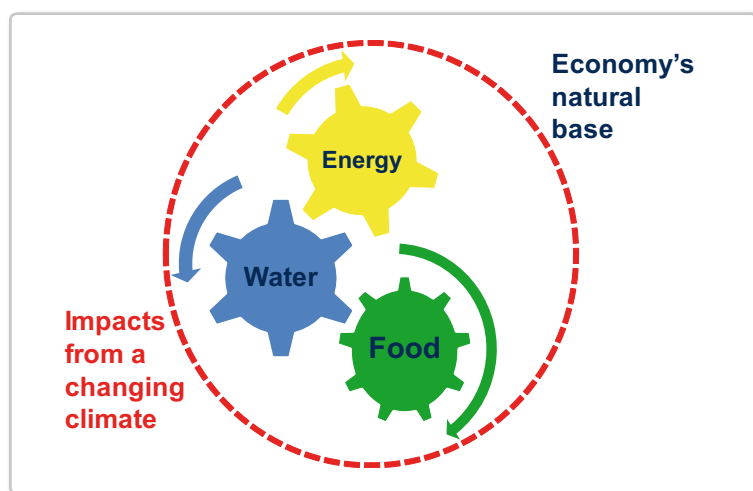 Economy’s
natural
base
Energy
Water
Food
Impacts
from a
changing
climate